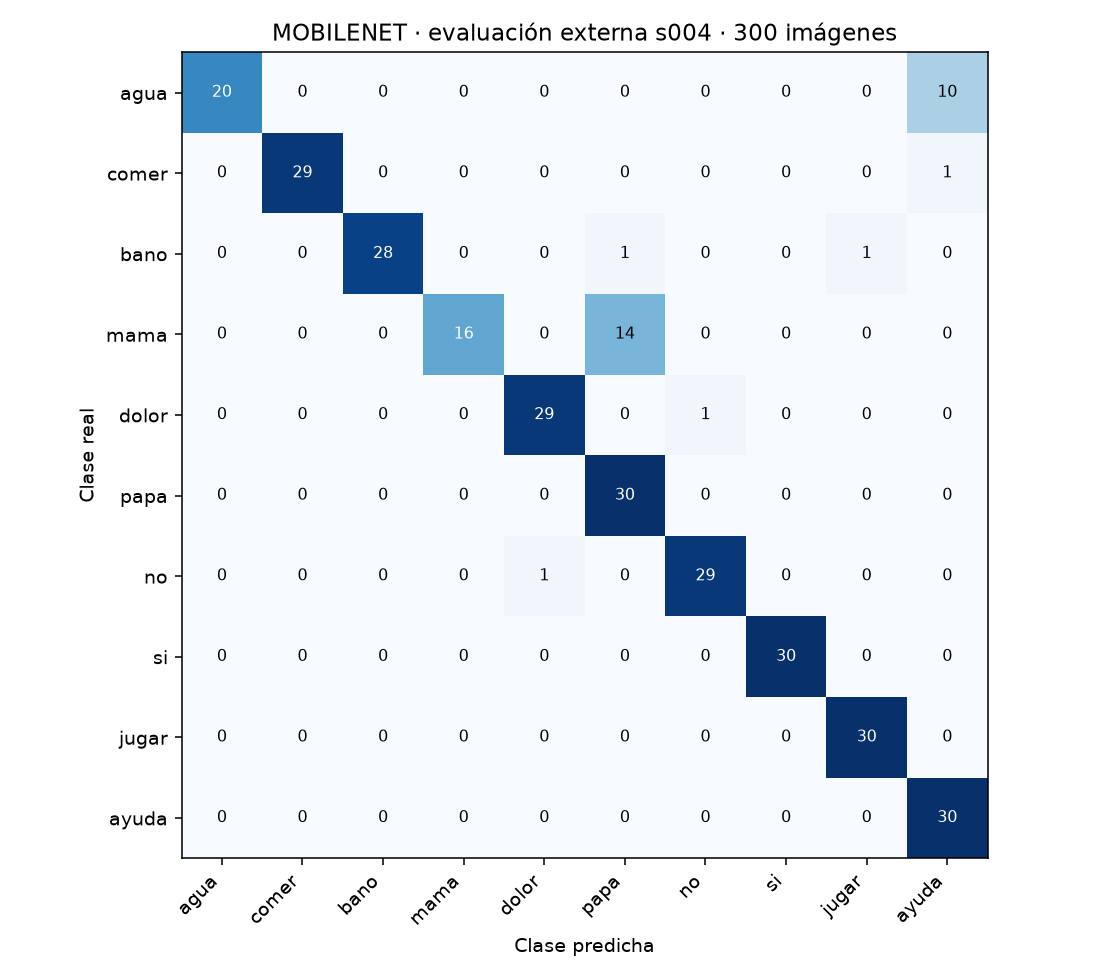 MOBILENET · evaluación externa s004 · 300 imágenes
Clase real
agua 20 0 0 0 0 0 0 0 0 10
comer 0 29 0 0 0 0 0 0 0 1
bano 0 0 28 0 0 1 0 0 1 0
mama 0 0 0 16 0 14 0 0 0 0
dolor 0 0 0 0 29 0 1 0 0 0
papa 0 0 0 0 0 30 0 0 0 0
no 0 0 0 0 1 0 29 0 0 0
si 0 0 0 0 0 0 0 30 0 0
jugar 0 0 0 0 0 0 0 0 30 0
ayuda 0 0 0 0 0 0 0 0 0 30
agua comer bano mama dolor papa no si jugar ayuda
Clase predicha